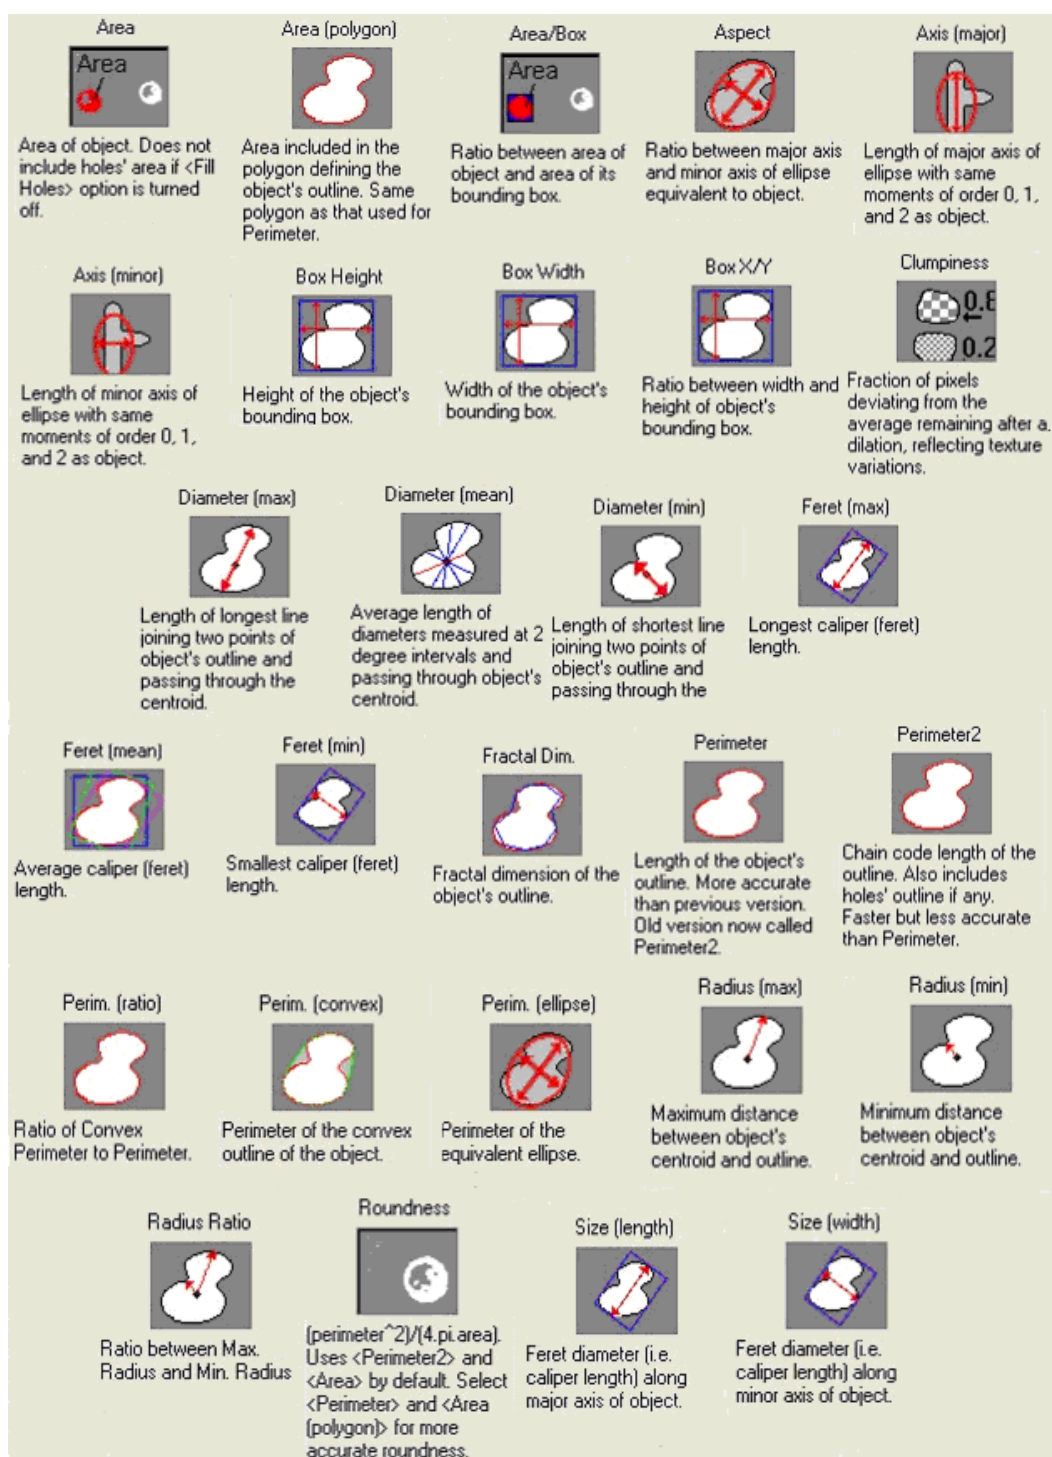 Area
Area
Area of object. Does not
include holes' area if <Fill
Holes> option is turned
off.
Area (polygon)
Area included in the
polygon defining the
object's outline. Same
polygon as that used for
Perimeter.
Area/Box
Area
Ratio between area of
object and area of its
bounding box.
Aspect
Ratio between major axis
and minor axis of ellipse
equivalent to object.
Axis (major)
Length of major axis of
ellipse with same
moments of order 0, 1,
and 2 as object.
Axis (minor)
Length of minor axis of
ellipse with same
moments of order 0, 1,
and 2 as object.
Box Height
Height of the object's
bounding box.
Box Width
Width of the object's
bounding box.
Box X/Y
Ratio between width and
height of object's
bounding box.
Clumpiness
0.8
0.2
Fraction of pixels
deviating from the
average remaining after a
dilation, reflecting texture
variations.
Diameter (max)
Length of longest line
joining two points of
object's outline and
passing through the
centroid.
Diameter (mean)
Average length of
diameters measured at 2
degree intervals and
passing through object's
centroid.
Diameter (min)
Length of shortest line
joining two points of
object's outline and
passing through the
Feret (max)
Longest caliper (feret)
length.
Feret (mean)
Average caliper (feret)
length.
Feret (min)
Smallest caliper (feret)
length.
Fractal Dim.
Fractal dimension of the
object's outline.
Perimeter
Length of the object's
outline. More accurate
than previous version.
Old version now called
Perimeter2.
Perimeter2
Chain code length of the
outline. Also includes
holes' outline if any.
Faster but less accurate
than Perimeter.
Perim. (ratio)
Ratio of Convex
Perimeter to Perimeter.
Perim. (convex)
Perimeter of the convex
outline of the object.
Perim. (ellipse)
Perimeter of the
equivalent ellipse.
Radius (max)
Maximum distance
between object's
centroid and outline.
Radius (min)
Minimum distance
between object's
centroid and outline.
Radius Ratio
Ratio between Max.
Radius and Min. Radius
Roundness
(perimeter^2)/(4.pi.area).
Uses <Perimeter2> and
<Area> by default. Select
<Perimeter> and <Area
(polygon)> for more
accurate roundness.
Size (length)
Feret diameter (i.e.
caliper length) along
major axis of object.
Size (width)
Feret diameter (i.e.
caliper length) along
minor axis of object.